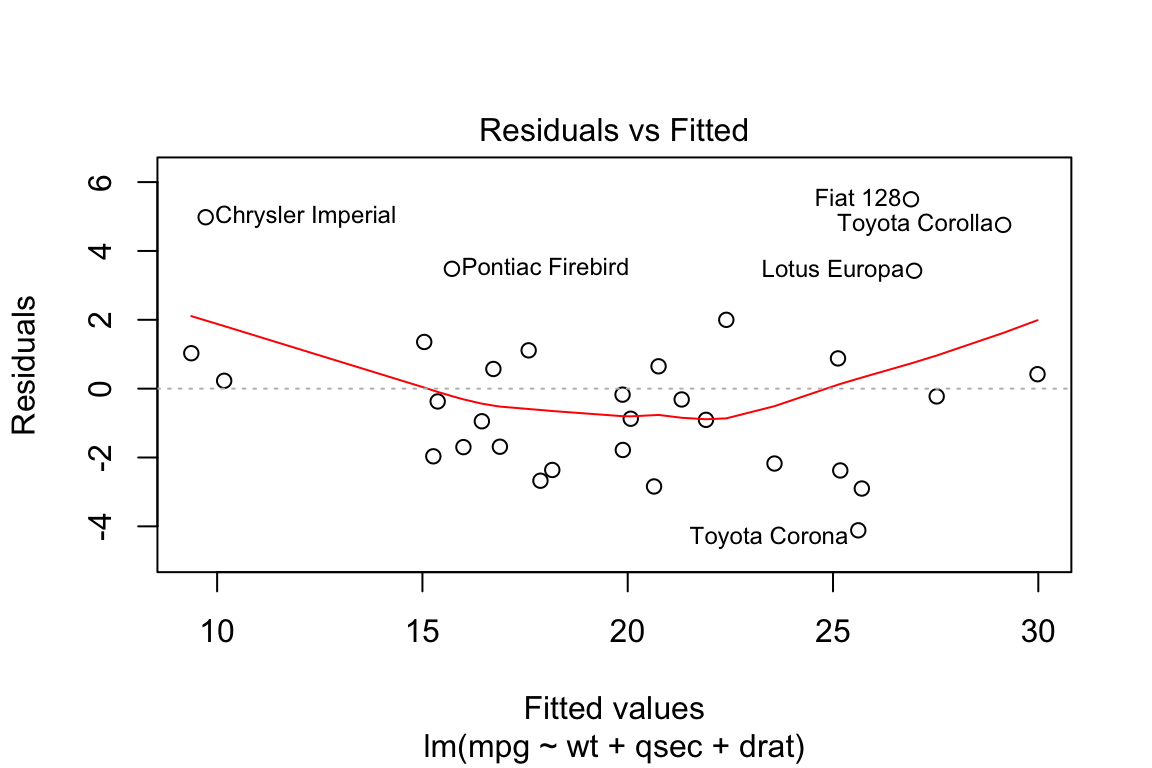 Residuals vs Fitted
6
4
2
0
-2
-4
Residuals
Chrysler Imperial
Fiat 128
Toyota Corolla
Pontiac Firebird
Lotus Europa
Toyota Corona
10 15 20 25 30
Fitted values
lm(mpg ~ wt + qsec + drat)